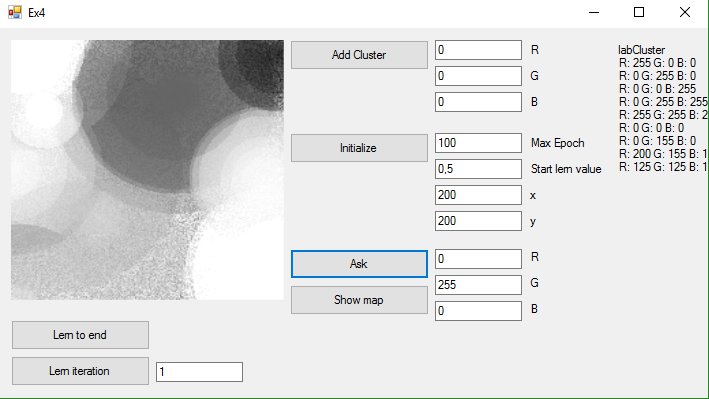 Ex4
Add Cluster
0 R
0 G
0 B
Initialize
100 Max Epoch
0,5 Start lern value
200 x
200 y
Ask
0 R
255 G
0 B
Show map
Lern to end
Lern iteration 1
labCluster
R: 255 G: 0 B: 0
R: 0 G: 255 B: 0
R: 0 G: 0 B: 255
R: 0 G: 255 B: 255
R: 255 G: 255 B: 2
R: 0 G: 0 B: 0
R: 0 G: 155 B: 0
R: 200 G: 155 B: 1
R: 125 G: 125 B: 1